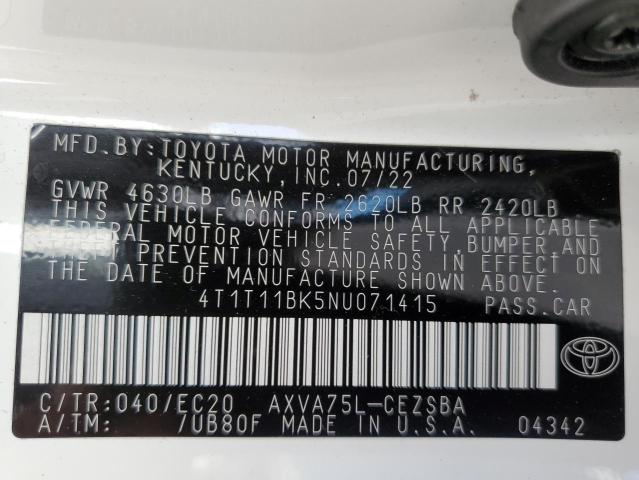 MFD. BY: TOYOTA MOTOR MANUFACTURING,
KENTUCKY, INC. 07/22
GVWR 4630LB GAWR FR 2620LB RR 2420LB
THIS VEHICLE CONFORMS TO ALL APPLICABLE
FEDERAL MOTOR VEHICLE SAFETY, BUMPER, AND
THEFT PREVENTION STANDARDS IN EFFECT ON
THE DATE OF MANUFACTURE SHOWN ABOVE.
4T1T11BK5NU071415 PASS.CAR
C/TR: 040/EC20 AXVA75L-CEZSBA
A/TM: /UB80F MADE IN U.S.A. 04342